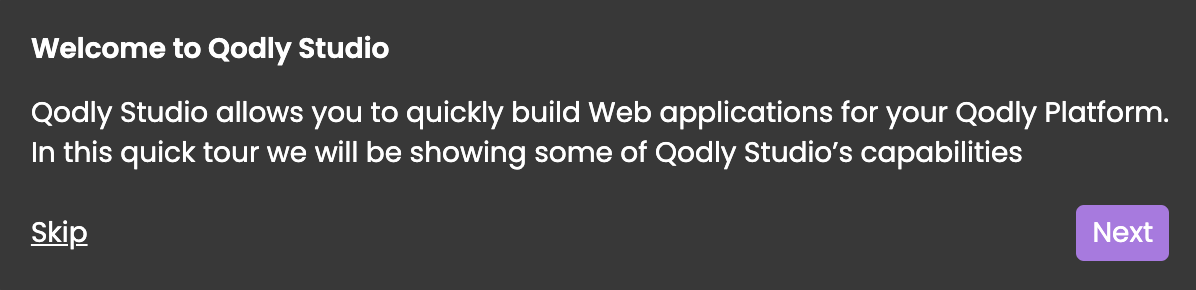 Welcome to Qodly Studio
Qodly Studio allows you to quickly build Web applications for your Qodly Platform.
In this quick tour we will be showing some of Qodly Studio’s capabilities
Skip
Next